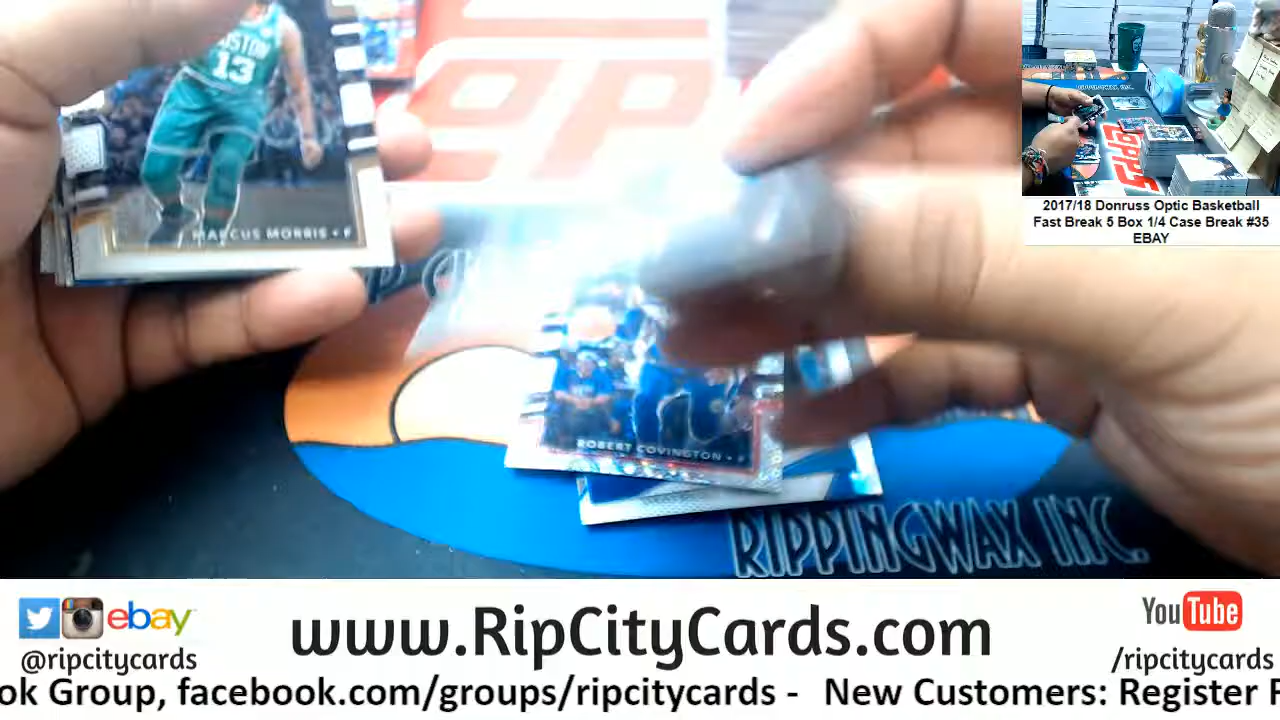 BOSTON
13
MARCUS MORRIS • F
ROBERT COVINGTON • F
RIPPINGWAX INC.
TOPPS
2017/18 Donruss Optic Basketball
Fast Break 5 Box 1/4 Case Break #35
EBAY
ebay
@ripcitycards
www.RipCityCards.com
YouTube
/ripcitycards
ok Group, facebook.com/groups/ripcitycards - New Customers: Register F